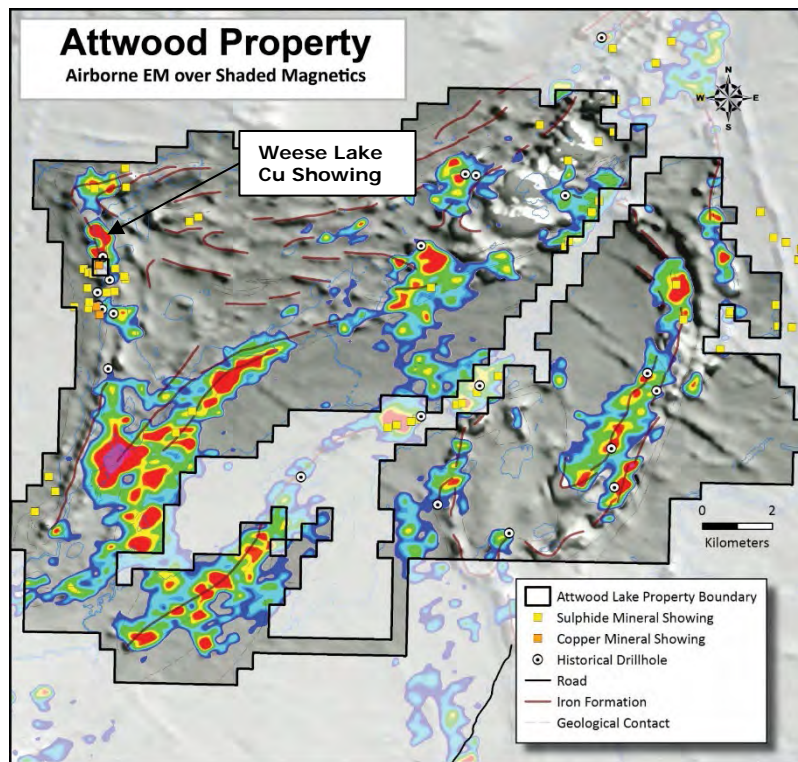 Attwood Property
Airborne EM over Shaded Magnetics
Weese Lake
Cu Showing
N
W
E
S
0
2
Kilometers
Attwood Lake Property Boundary
Sulphide Mineral Showing
Copper Mineral Showing
Historical Drillhole
Road
Iron Formation
Geological Contact